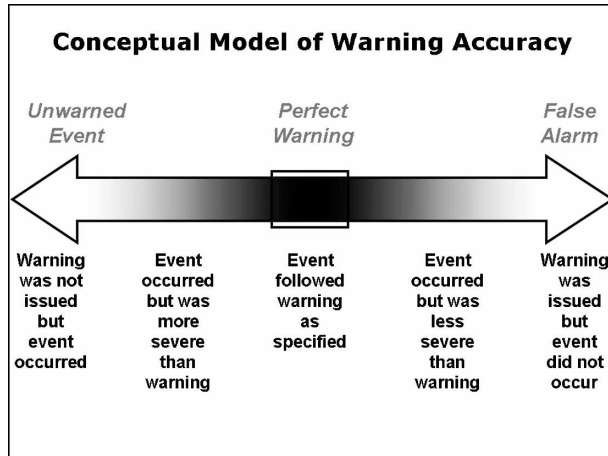 Conceptual Model of Warning Accuracy
Unwarned
Event
Perfect
Warning
False
Alarm
Warning
was not
issued
but
event
occurred
Event
occurred
but was
more
severe
than
warning
Event
followed
warning
as
specified
Event
occurred
but was
less
severe
than
warning
Warning
was
issued
but
event
did not
occur